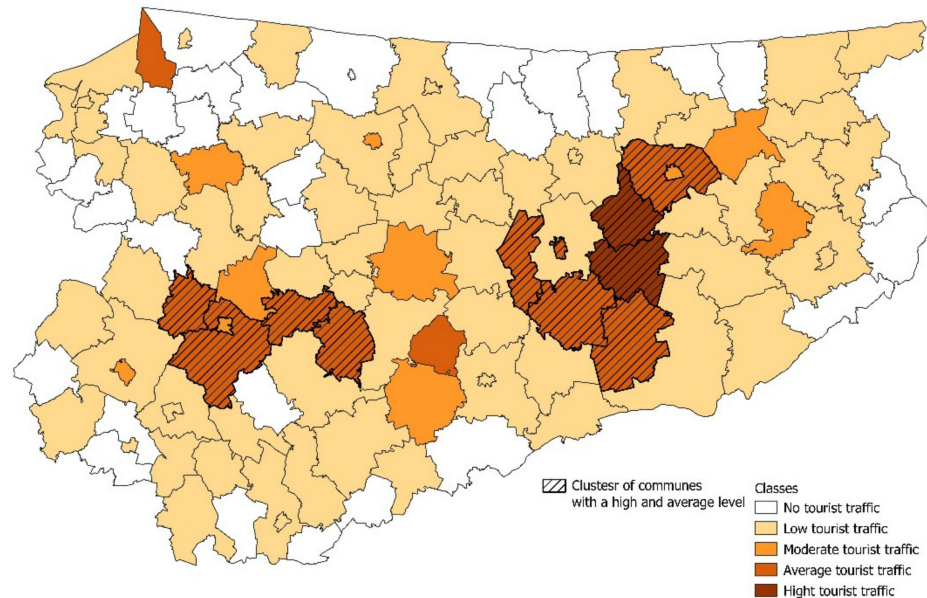 Clustesr of communes
with a high and average level
Classes
No tourist traffic
Low tourist traffic
Moderate tourist traffic
Average tourist traffic
Hight tourist traffic